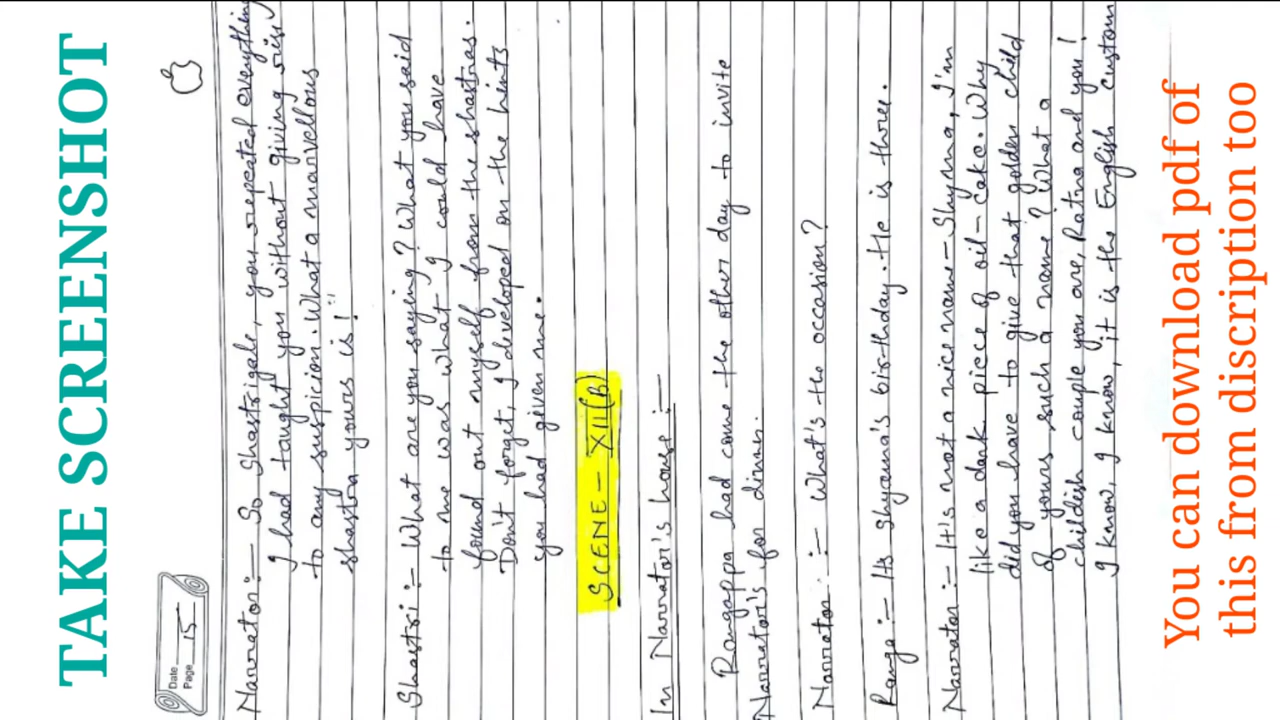 TAKE SCREENSHOT
Date
Page 15
Narrator:- So Shastrigale, you repeated everything
I had taught you without giving rise
to any suspicion. What a marvellous
shastra yours is!
Shastri:- What are you saying? What you said
to me was what I could have
found out myself from the shastras.
Don't forget, I developed on the hints
you had given me.
SCENE - XII(B)
In Narrator's house:-
Rangappa had come the other day to invite
Narrator's for dinner.
Narrator:- What's the occasion?
Ranga:- Its Shyama's birthday. He is three.
Narrator:- It's not a nice name - Shyama, I'm
like a dark piece of oil-cake. Why
did you have to give that golden child
of yours such a name? What a
childish couple you are, Ratna and you!
I know, I know, it is the English custom
You can download pdf of
this from discription too